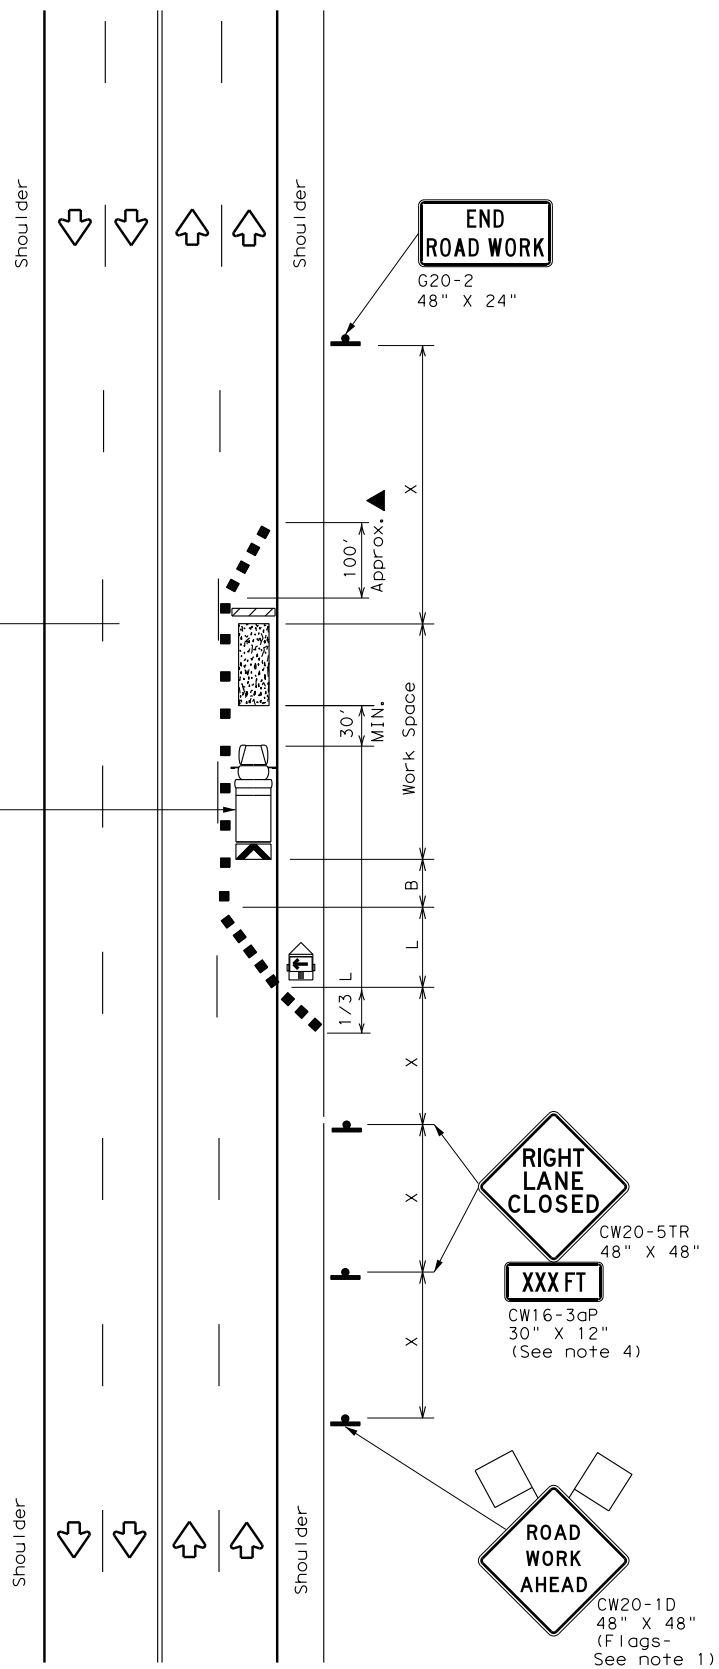 Shoulder
Shoulder
END
ROAD WORK
G20-2
48" X 24"
X
100'
Approx.
30'
MIN.
Work Space
B
L
1/3 L
X
RIGHT
LANE
CLOSED
CW20-5TR
48" X 48"
X
XXX FT
CW16-3aP
30" X 12"
(See note 4)
X
Shoulder
Shoulder
ROAD
WORK
AHEAD
CW20-1D
48" X 48"
(Flags-
See note 1)